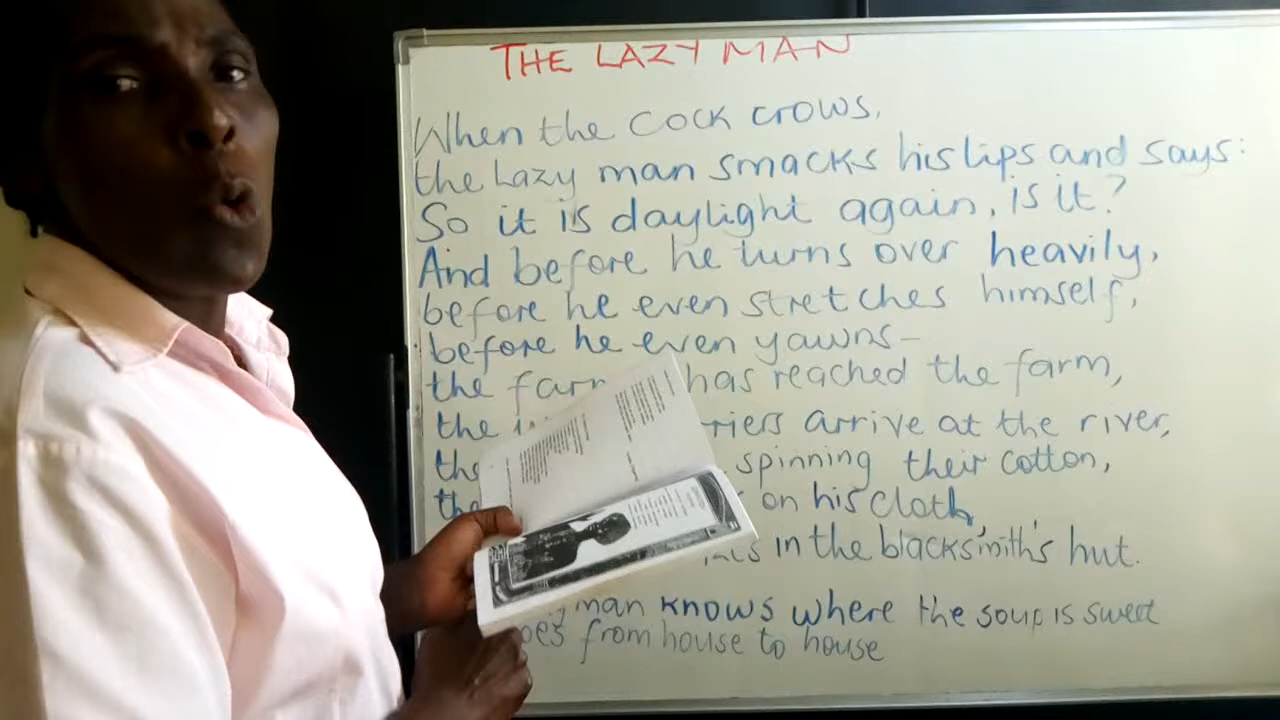 THE LAZY MAN
When the Cock crows,
the Lazy man smacks his lips and says:
So it is daylight again, is it?
And before he turns over heavily,
before he even stretches himself,
before he even yawns-
the has reached the farm,
the arrive at the river,
spinning their cotton,
on his cloth,
in the blacksmith's hut.
man knows where the soup is sweet
from house to house